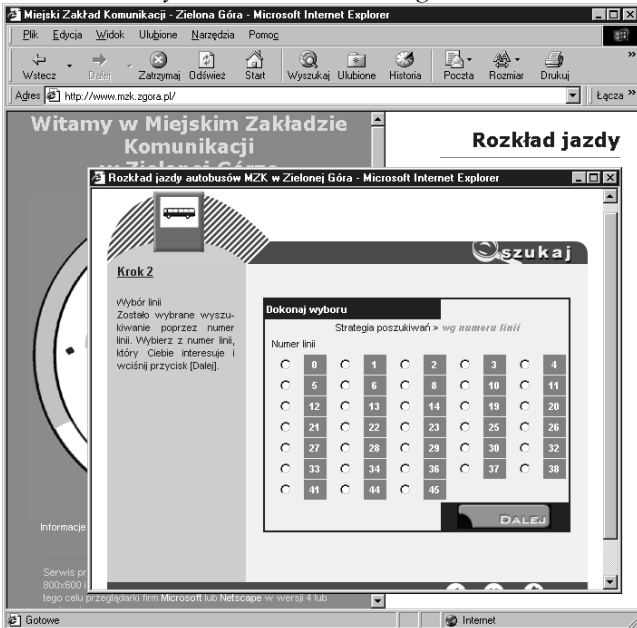 Miejski Zakład Komunikacji - Zielona Góra - Microsoft Internet Explorer
Plik Edycja Widok Ulubione Narzędzia Pomoc
Wstecz Dalej Zatrzymaj Odśwież Start Wyszukaj Ulubione Historia Poczta Rozmiar Drukuj
Adres http://www.mzk.zgora.pl/ Łącza
Witamy w Miejskim Zakładzie
Komunikacji
w Zielonej Górze
Rozkład jazdy
Rozkład jazdy autobusów MZK w Zielonej Góra - Microsoft Internet Explorer
szukaj
Krok 2
Wybór linii
Zostało wybrane wyszu-
kiwanie poprzez numer
linii. Wybierz z numer linii,
który Ciebie interesuje i
wciśnij przycisk [Dalej].
Dokonaj wyboru
Strategia poszukiwań > wg numeru linii
Numer linii
0 1 2 3 4
5 6 8 10 11
12 13 14 19 20
21 22 23 25 26
27 28 29 30 32
33 34 36 37 38
41 44 45
DALEJ
Informacje
Serwis pr
800x600 i
tego celu przeglądarki firm Microsoft lub Netscape w wersji 4 lub
Gotowe Internet